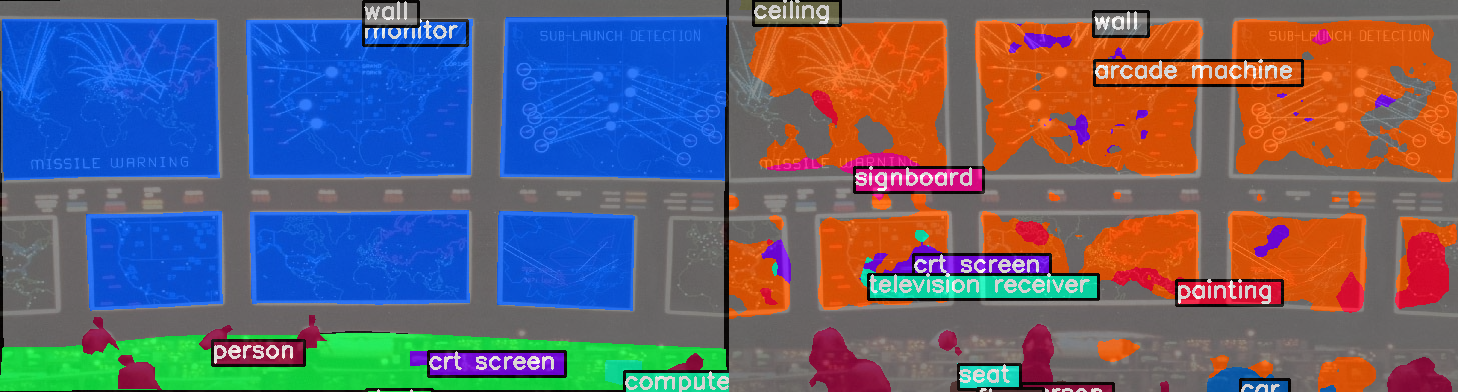 wall
monitor
SUB-LAUNCH DETECTION
MISSILE WARNING
person
crt screen
compute
ceiling
wall
SUB-LAUNCH DETECTION
arcade machine
MISSILE WARNING
signboard
crt screen
television receiver
painting
seat
car